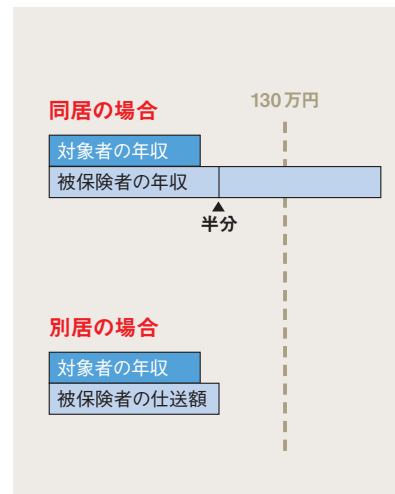 130万円
同居の場合
対象者の年収
被保険者の年収
半分
別居の場合
対象者の年収
被保険者の仕送額